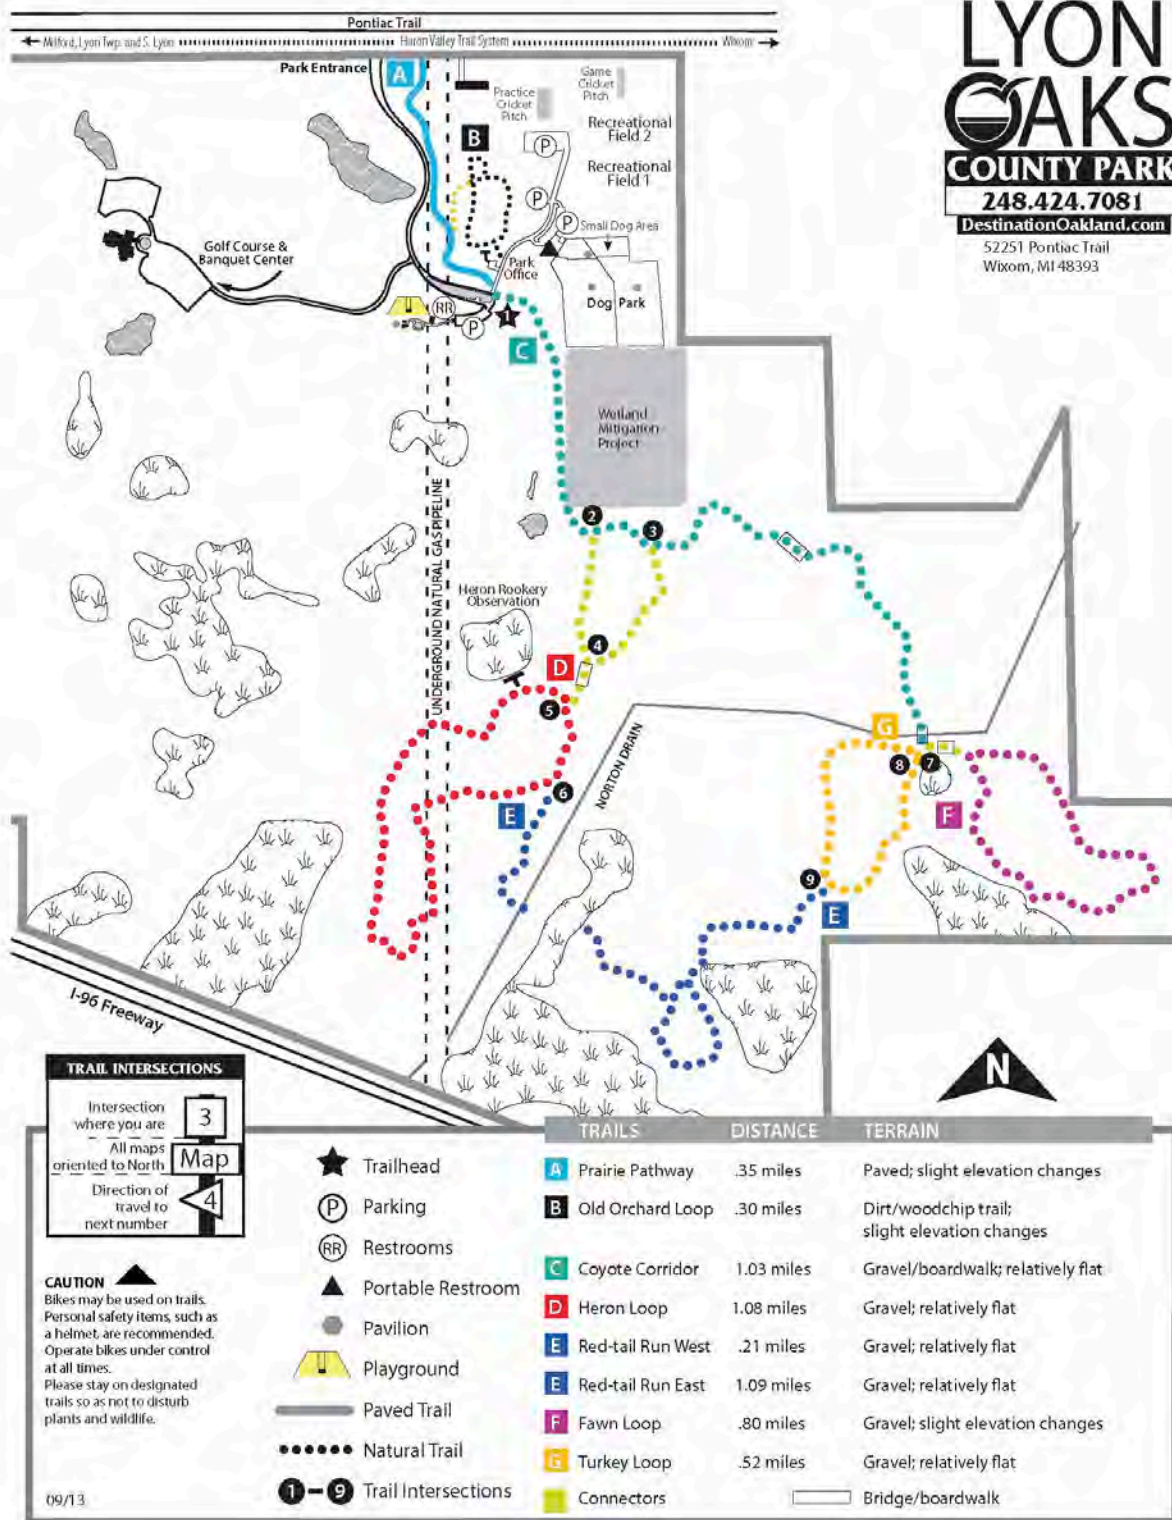 Pontiac Trail
Milford, Lyon Twp. and S. Lyon
Huron Valley Trail System
Wixom
LYON
OAKS
COUNTY PARK
248.424.7081
DestinationOakland.com
52251 Pontiac Trail
Wixom, MI 48393
Park Entrance
A
Practice
Cricket
Pitch
Game
Cricket
Pitch
Recreational
Field 2
B
P
Recreational
Field 1
P
P
Small Dog Area
Golf Course &
Banquet Center
Park
Office
Dog Park
RR
P
1
C
Wetland
Mitigation
Project
UNDERGROUND NATURAL GAS PIPELINE
2
3
Heron Rookery
Observation
4
D
5
NORTON DRAIN
G
8
7
6
E
F
9
E
I-96 Freeway
N
TRAIL INTERSECTIONS
Intersection
where you are
3
All maps
oriented to North
Map
Direction of
travel to
next number
4
CAUTION
Bikes may be used on trails.
Personal safety items, such as
a helmet, are recommended.
Operate bikes under control
at all times.
Please stay on designated
trails so as not to disturb
plants and wildlife.
09/13
Trailhead
P Parking
RR Restrooms
Portable Restroom
Pavilion
Playground
Paved Trail
Natural Trail
1-9 Trail Intersections
TRAILS DISTANCE TERRAIN
A Prairie Pathway .35 miles Paved; slight elevation changes
B Old Orchard Loop .30 miles Dirt/woodchip trail;
slight elevation changes
C Coyote Corridor 1.03 miles Gravel/boardwalk; relatively flat
D Heron Loop 1.08 miles Gravel; relatively flat
E Red-tail Run West .21 miles Gravel; relatively flat
E Red-tail Run East 1.09 miles Gravel; relatively flat
F Fawn Loop .80 miles Gravel; slight elevation changes
G Turkey Loop .52 miles Gravel; relatively flat
Connectors Bridge/boardwalk